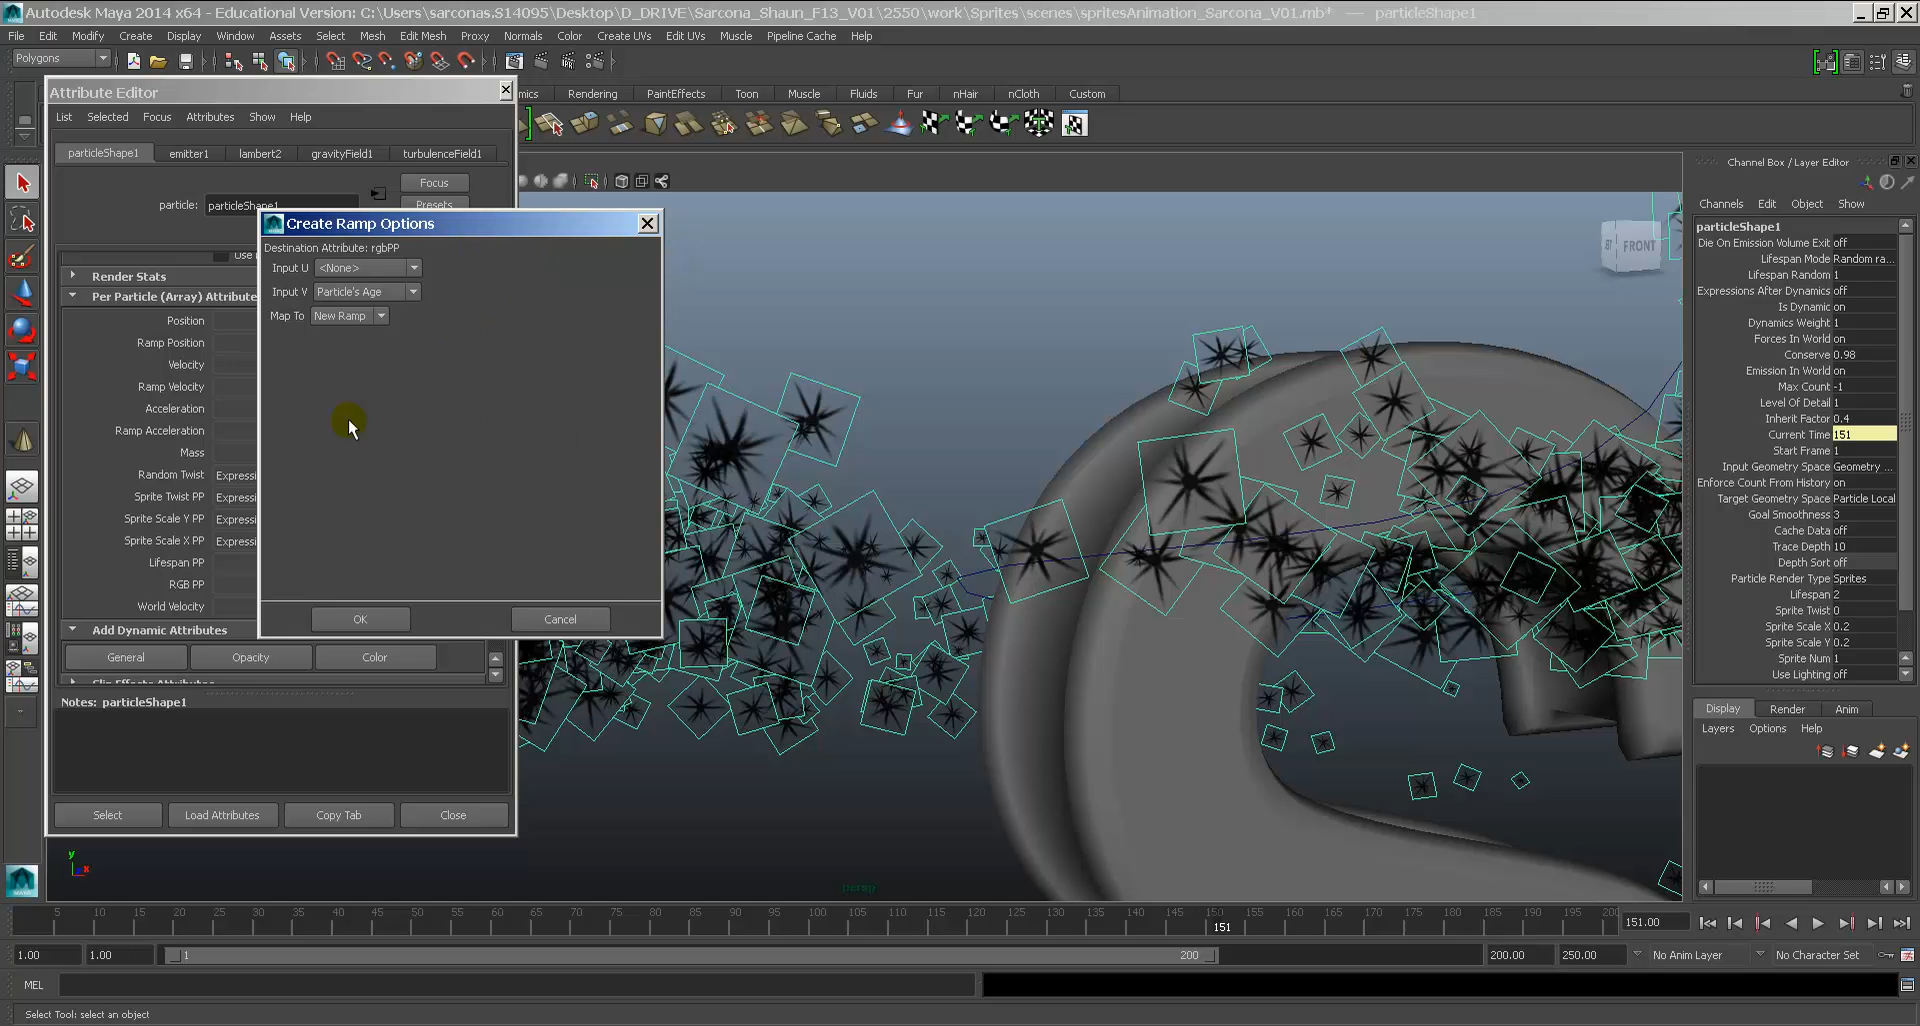 Autodesk Maya 2014 x64 - Educational Version: C:\Users\sarconas.S14095\Desktop\D_DRIVE\Sarcona_Shaun_F13_V01\2550\work\Sprites\scenes\spritesAnimation_Sarcona_V01.mb* --- particleShape1
File Edit Modify Create Display Window Assets Select Mesh Edit Mesh Proxy Normals Color Create UVs Edit UVs Muscle Pipeline Cache Help
Polygons
Attribute Editor
mics Rendering PaintEffects Toon Muscle Fluids Fur nHair nCloth Custom
List Selected Focus Attributes Show Help
particleShape1 emitter1 lambert2 gravityField1 turbulenceField1
Focus
particle: particleShape1
Presets
Create Ramp Options
Destination Attribute: rgbPP
Input U <None>
Input V Particle's Age
Map To New Ramp
OK Cancel
Render Stats
Per Particle (Array) Attribute
Position
Ramp Position
Velocity
Ramp Velocity
Acceleration
Ramp Acceleration
Mass
Random Twist Expressi
Sprite Twist PP Expressi
Sprite Scale Y PP Expressi
Sprite Scale X PP Expressi
Lifespan PP
RGB PP
World Velocity
Add Dynamic Attributes
General Opacity Color
Notes: particleShape1
Select Load Attributes Copy Tab Close
FRONT
persp
y
x
Channel Box / Layer Editor
Channels Edit Object Show
particleShape1
Die On Emission Volume Exit off
Lifespan Mode Random ra...
Lifespan Random 1
Expressions After Dynamics off
Is Dynamic on
Dynamics Weight 1
Forces In World on
Conserve 0.98
Emission In World on
Max Count -1
Level Of Detail 1
Inherit Factor 0.4
Current Time 151
Start Frame 1
Input Geometry Space Geometry ...
Enforce Count From History on
Target Geometry Space Particle Local
Goal Smoothness 3
Cache Data off
Trace Depth 10
Depth Sort off
Particle Render Type Sprites
Lifespan 2
Sprite Twist 0
Sprite Scale X 0.2
Sprite Scale Y 0.2
Sprite Num 1
Use Lighting off
Display Render Anim
Layers Options Help
5 10 15 20 25 30 35 40 45 50 55 60 65 70 75 80 85 90 95 100 105 110 115 120 125 130 135 140 145 150 155 160 165 170 175 180 185 190 195 200
151
151.00
1.00 1.00 1 200 200.00 250.00 No Anim Layer No Character Set
MEL
Select Tool: select an object